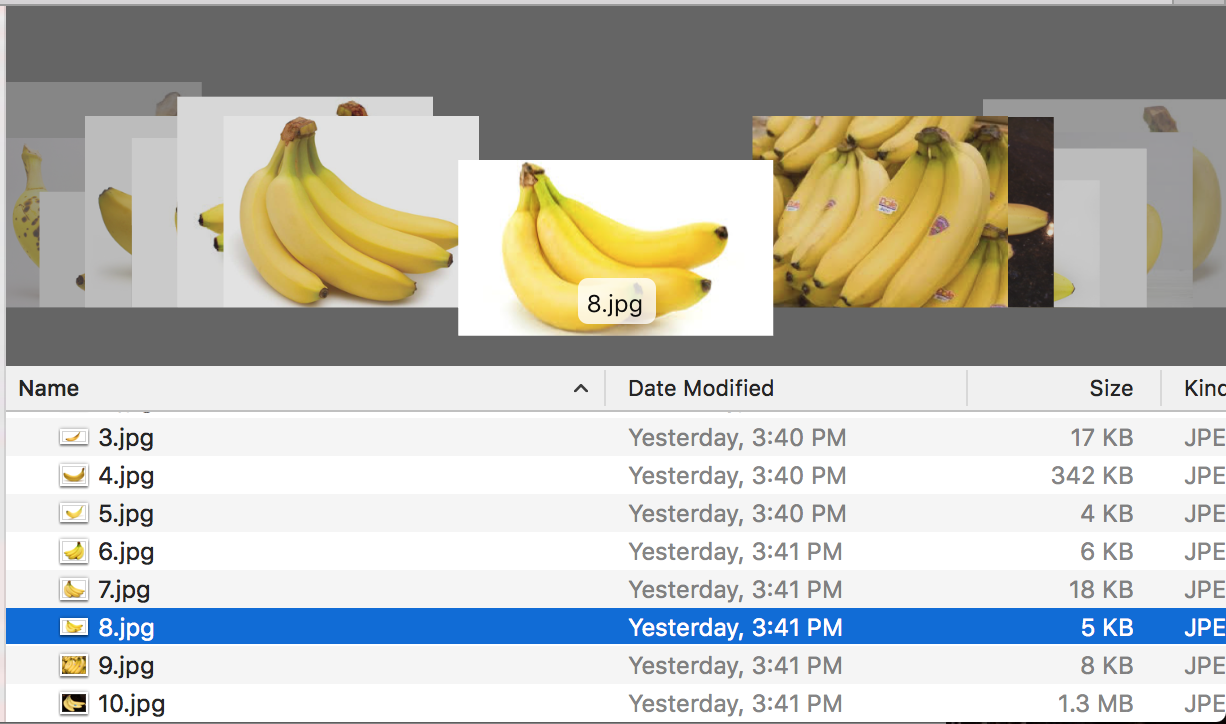 8.jpg
Name Date Modified Size Kind
3.jpg Yesterday, 3:40 PM 17 KB JPE
4.jpg Yesterday, 3:40 PM 342 KB JPE
5.jpg Yesterday, 3:40 PM 4 KB JPE
6.jpg Yesterday, 3:41 PM 6 KB JPE
7.jpg Yesterday, 3:41 PM 18 KB JPE
8.jpg Yesterday, 3:41 PM 5 KB JPE
9.jpg Yesterday, 3:41 PM 8 KB JPE
10.jpg Yesterday, 3:41 PM 1.3 MB JPE